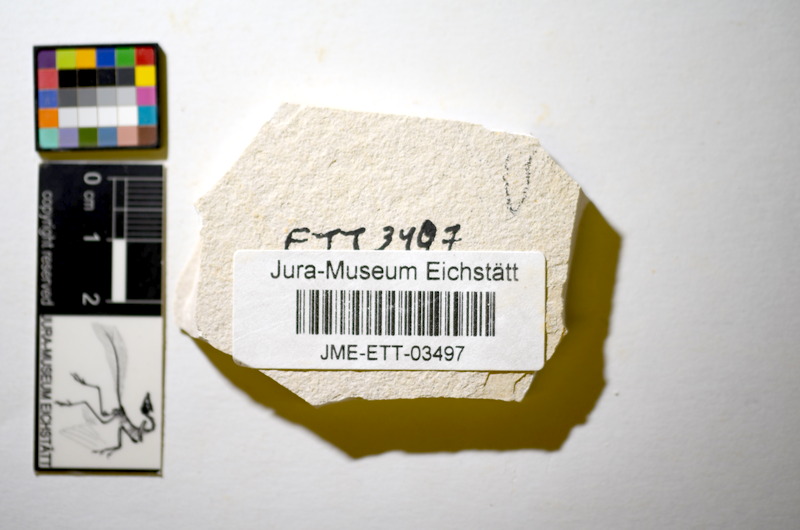 ETT 3497
Jura-Museum Eichstätt
JME-ETT-03497
0
cm
1
2
copyright reserved
JURA-MUSEUM EICHSTÄTT